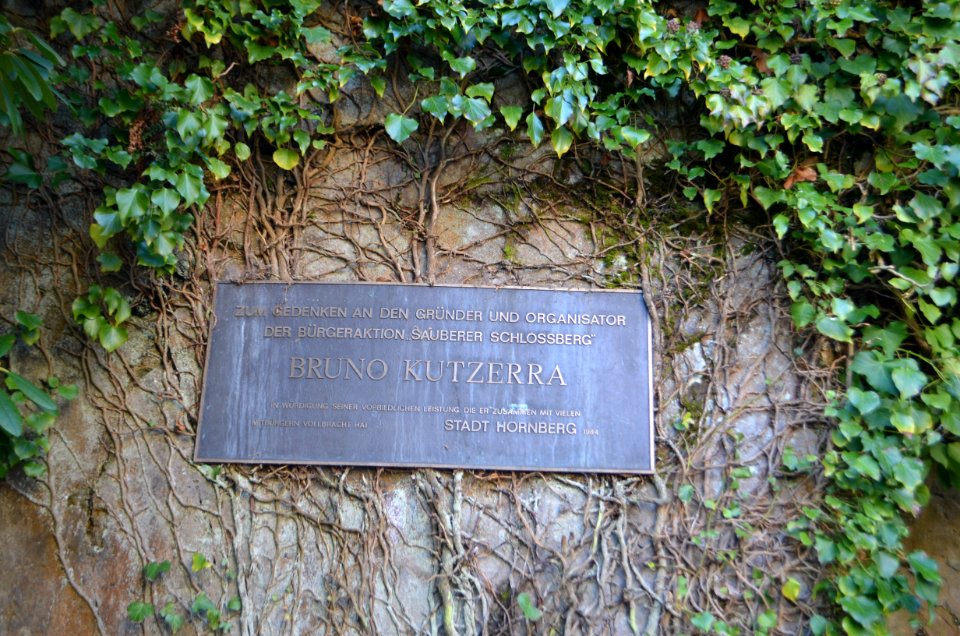 ZUM GEDENKEN AN DEN GRÜNDER UND ORGANISATOR
DER BÜRGERAKTION „SAUBERER SCHLOSSBERG“
BRUNO KUTZERRA
IN WÜRDIGUNG SEINER VORBILDLICHEN LEISTUNG DIE ER ZUSAMMEN MIT VIELEN
MITBÜRGERN VOLLBRACHT HAT STADT HORNBERG 1984